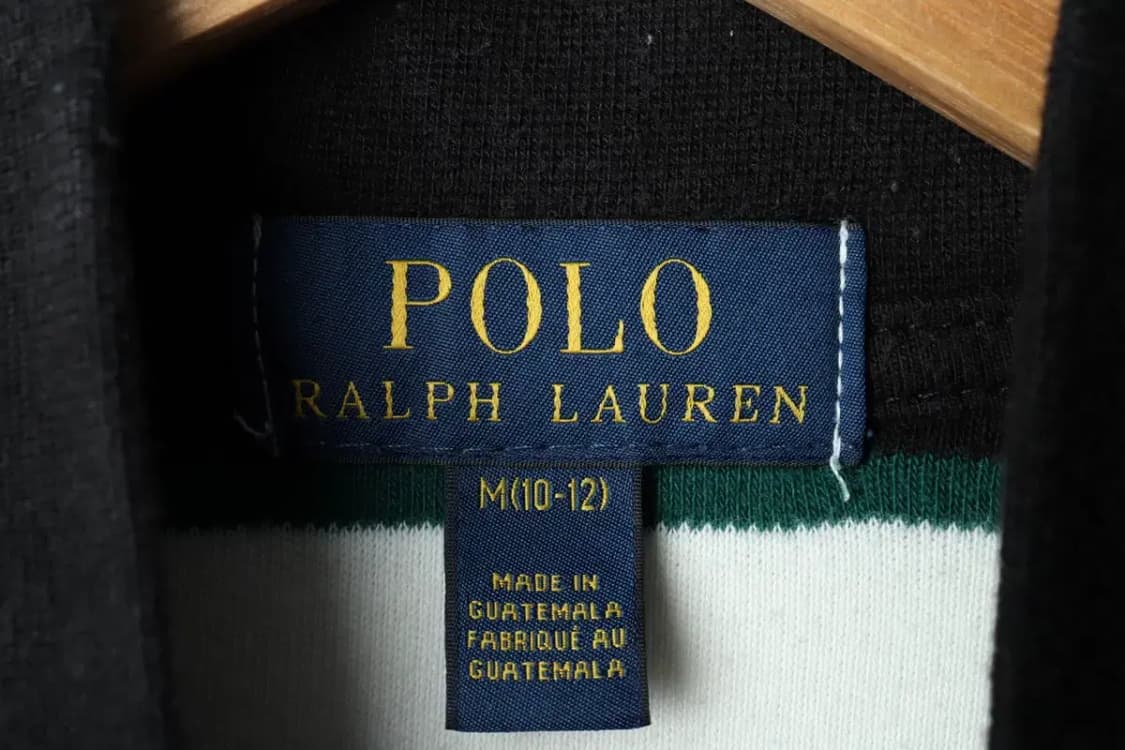 POLO
RALPH LAUREN
M(10-12)
MADE IN
GUATEMALA
FABRIQUÉ AU
GUATEMALA